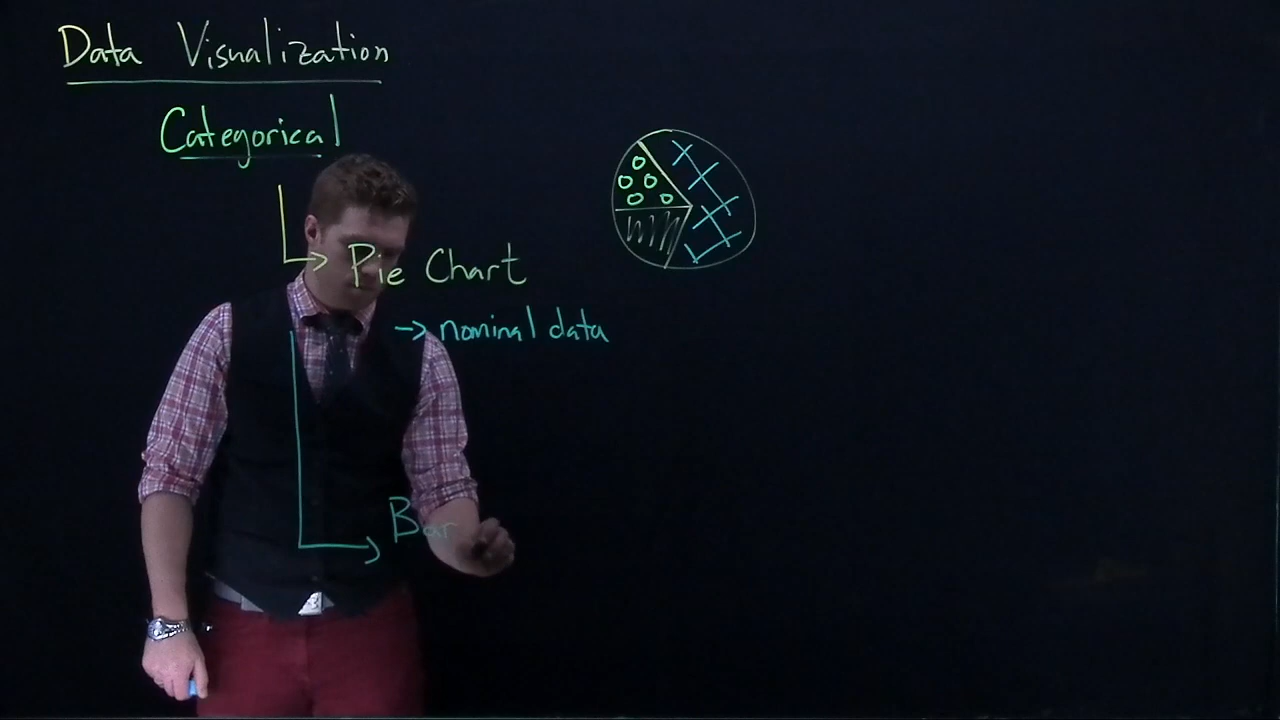 Data Visualization
Categorical
Pie Chart
→ nominal data
Bar